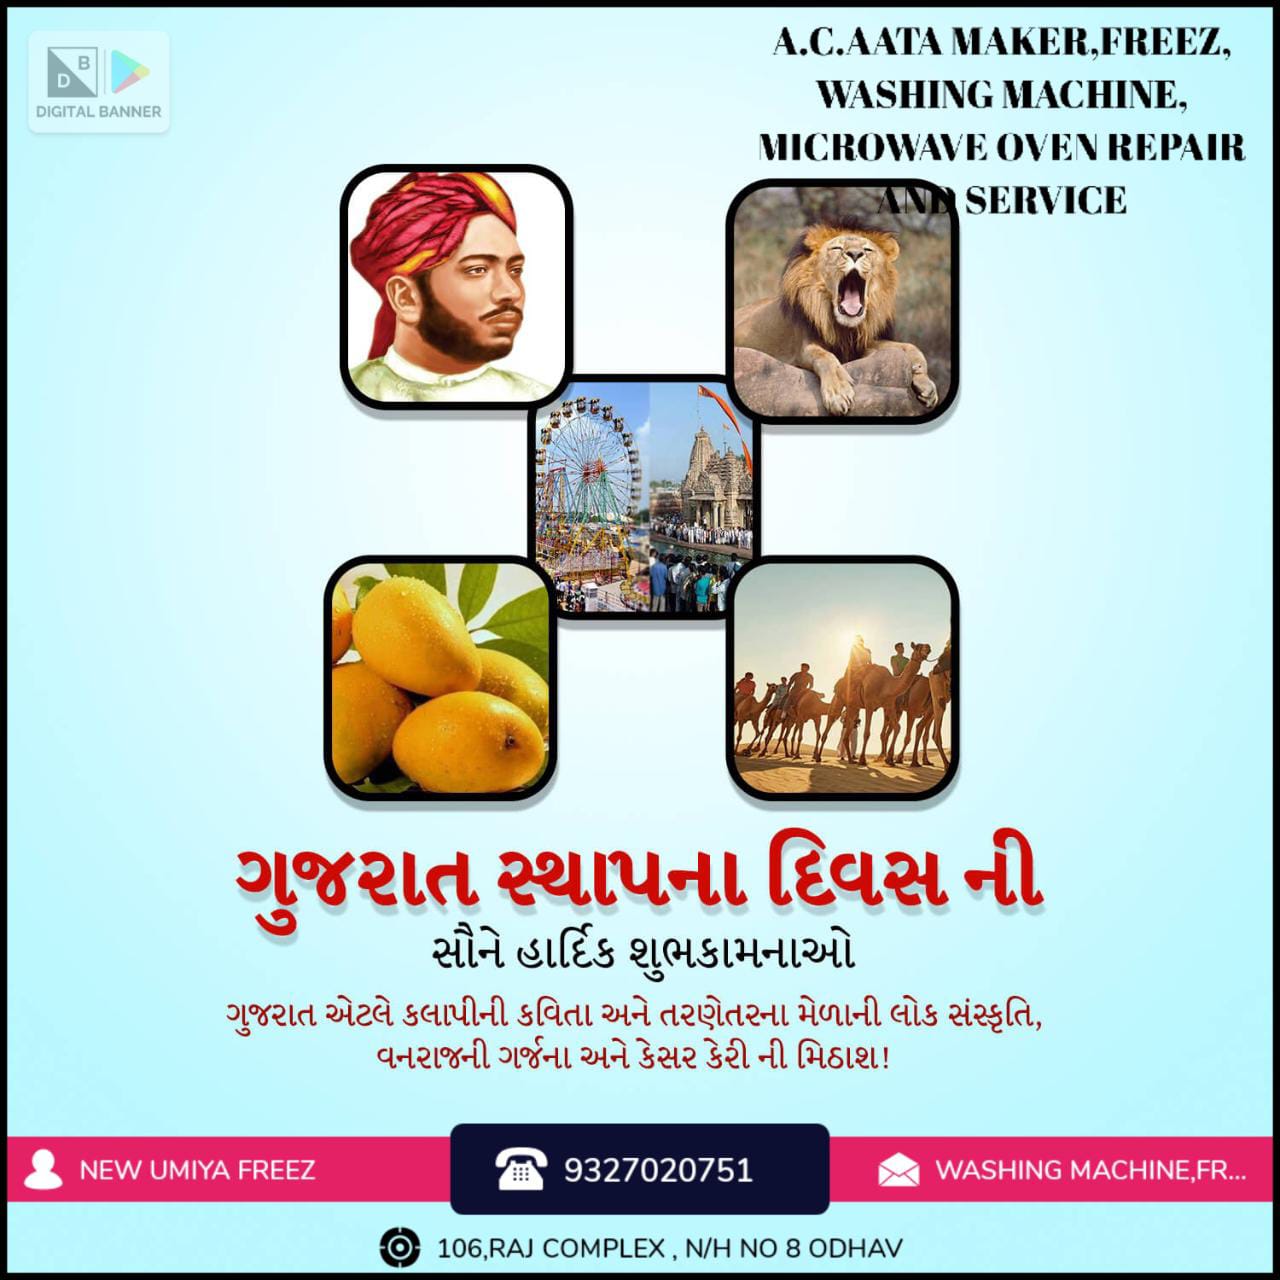 DB
DIGITAL BANNER
A.C.AATA MAKER,FREEZ,
WASHING MACHINE,
MICROWAVE OVEN REPAIR
AND SERVICE
ગુજરાત સ્થાપના દિવસ ની
સૌને હાર્દિક શુભકામનાઓ
ગુજરાત એટલે કલાપીની કવિતા અને તરણેતરના મેળાની લોક સંસ્કૃતિ,
વનરાજની ગર્જના અને કેસર કેરી ની મિઠાશ!
NEW UMIYA FREEZ
9327020751
WASHING MACHINE,FR...
106,RAJ COMPLEX , N/H NO 8 ODHAV